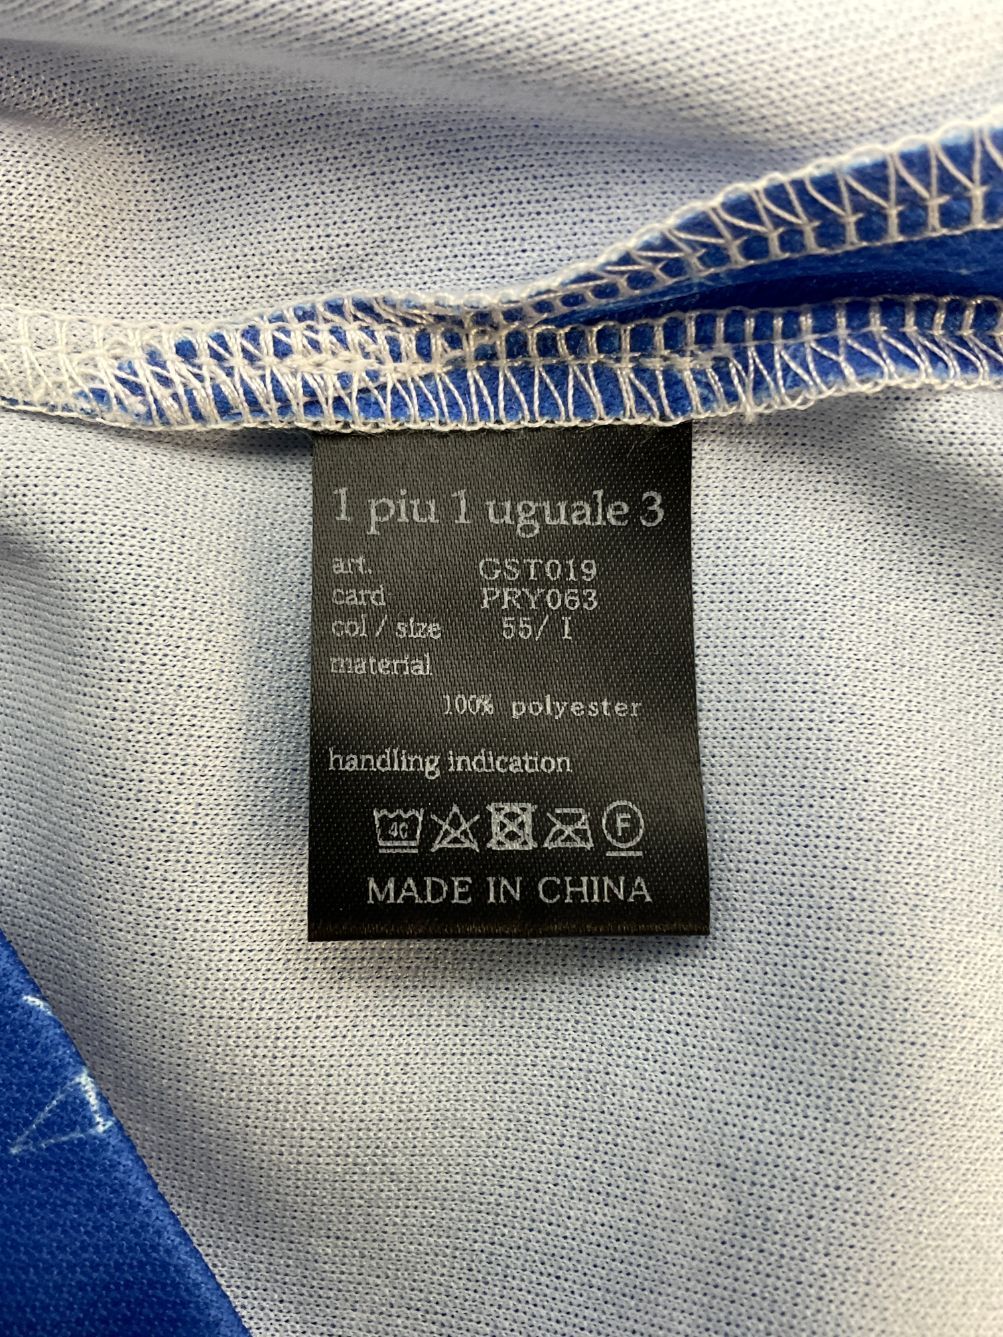 1 piu 1 uguale 3
art. GST019
card PRY063
col / size 55/ I
material
100% polyester
handling indication
40 F
MADE IN CHINA